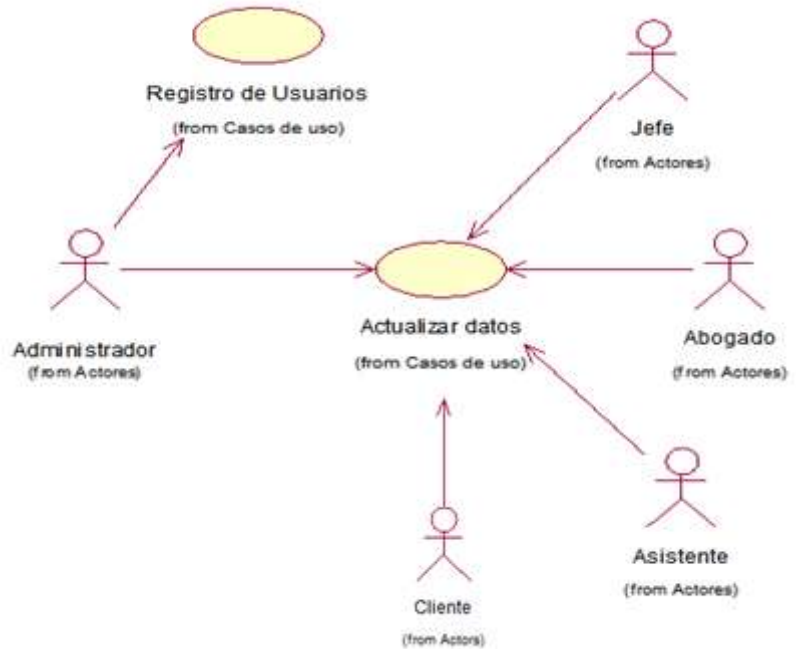 Registro de Usuarios
(from Casos de uso)
Jefe
(from Actores)
Administrador
(from Actores)
Actualizar datos
(from Casos de uso)
Abogado
(from Actores)
Asistente
(from Actores)
Cliente
(from Actors)